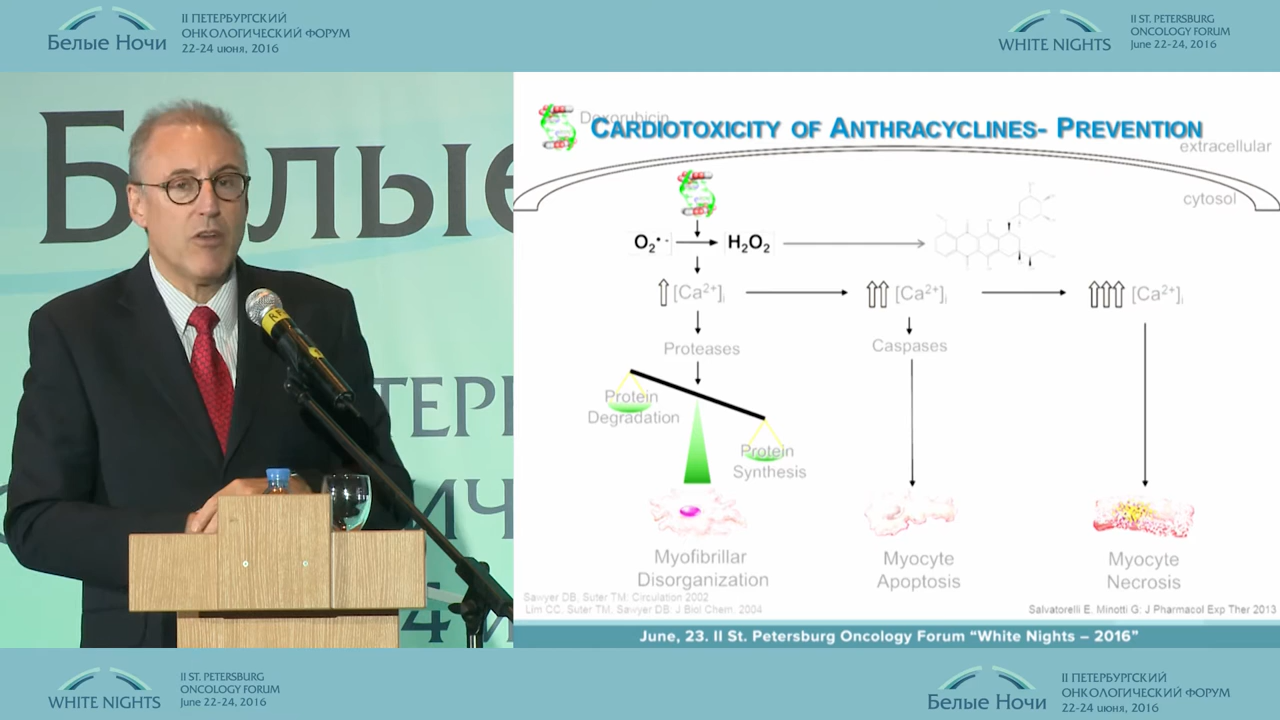 Белые Ночи
II ПЕТЕРБУРГСКИЙ
ОНКОЛОГИЧЕСКИЙ ФОРУМ
22-24 июня, 2016
WHITE NIGHTS
II ST. PETERSBURG
ONCOLOGY FORUM
June 22-24, 2016
Белые
ТЕР
ИЧ
4 и
Doxorubicin
CARDIOTOXICITY OF ANTHRACYCLINES- PREVENTION
extracellular
cytosol
O₂•- H₂O₂
[Ca²⁺]i [Ca²⁺]i [Ca²⁺]i
Proteases
Caspases
Protein
Degradation
Protein
Synthesis
Myofibrillar
Disorganization
Myocyte
Apoptosis
Myocyte
Necrosis
Sawyer DB, Suter TM: Circulation 2002
Lim CC, Suter TM, Sawyer DB: J Biol Chem. 2004
Salvatorelli E, Minotti G: J Pharmacol Exp Ther 2013
June, 23. II St. Petersburg Oncology Forum “White Nights – 2016”
WHITE NIGHTS
II ST. PETERSBURG
ONCOLOGY FORUM
June 22-24, 2016
Белые Ночи
II ПЕТЕРБУРГСКИЙ
ОНКОЛОГИЧЕСКИЙ ФОРУМ
22-24 июня, 2016